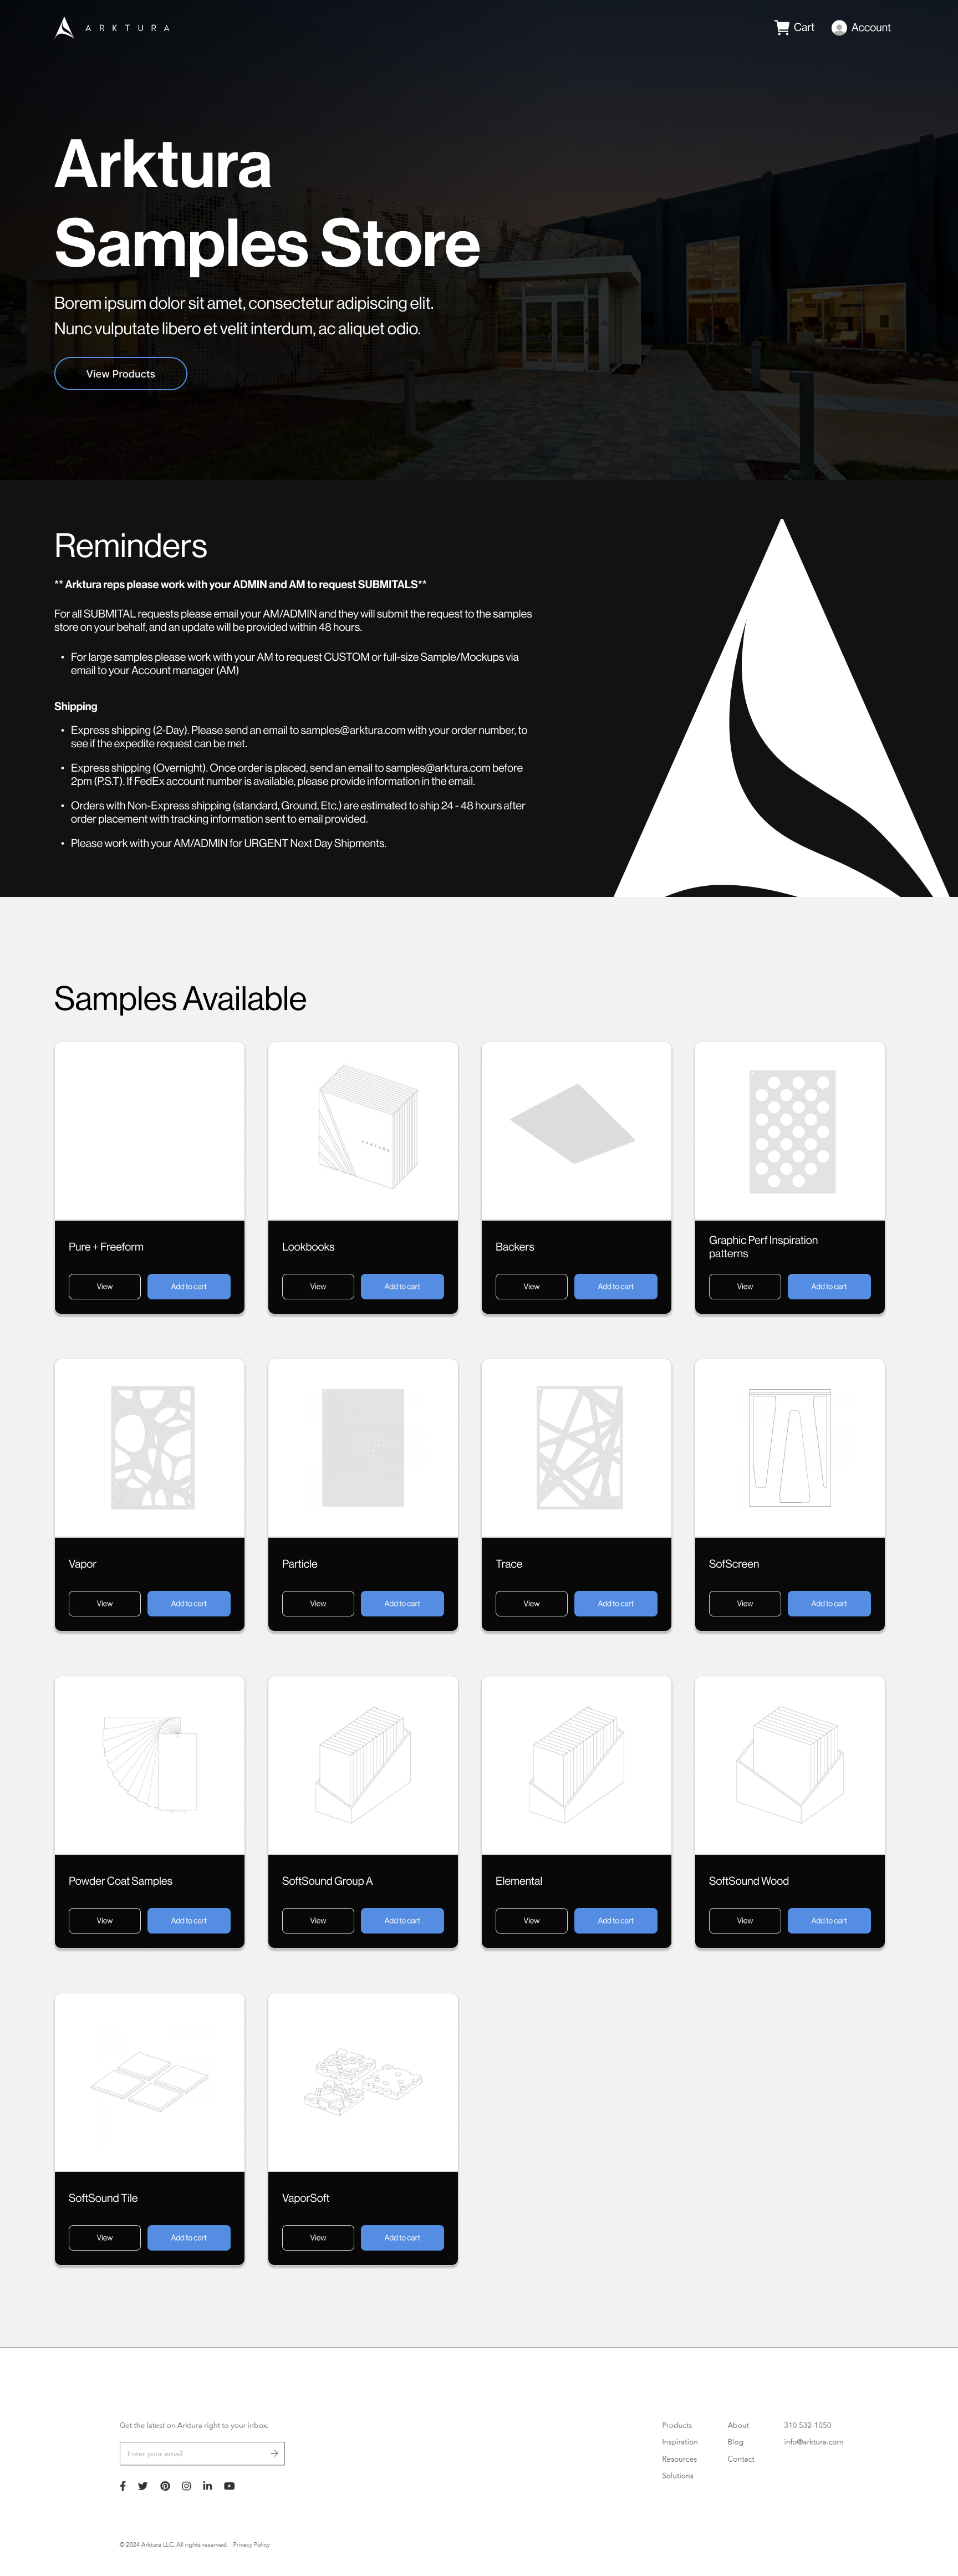 ARKTURA
Cart
Account
Arktura
Samples Store
Borem ipsum dolor sit amet, consectetur adipiscing elit.
Nunc vulputate libero et velit interdum, ac aliquet odio.
View Products
Reminders
** Arktura reps please work with your ADMIN and AM to request SUBMITALS**
For all SUBMITAL requests please email your AM/ADMIN and they will submit the request to the samples
store on your behalf, and an update will be provided within 48 hours.
• For large samples please work with your AM to request CUSTOM or full-size Sample/Mockups via
email to your Account manager (AM)
Shipping
• Express shipping (2-Day). Please send an email to samples@arktura.com with your order number, to
see if the expedite request can be met.
• Express shipping (Overnight). Once order is placed, send an email to samples@arktura.com before
2pm (P.S.T). If FedEx account number is available, please provide information in the email.
• Orders with Non-Express shipping (standard, Ground, Etc.) are estimated to ship 24 - 48 hours after
order placement with tracking information sent to email provided.
• Please work with your AM/ADMIN for URGENT Next Day Shipments.
Samples Available
Pure + Freeform
View
Add to cart
ARKTURA
Lookbooks
View
Add to cart
Backers
View
Add to cart
Graphic Perf Inspiration
patterns
View
Add to cart
Vapor
View
Add to cart
Particle
View
Add to cart
Trace
View
Add to cart
SofScreen
View
Add to cart
Powder Coat Samples
View
Add to cart
SoftSound Group A
View
Add to cart
Elemental
View
Add to cart
SoftSound Wood
View
Add to cart
SoftSound Tile
View
Add to cart
VaporSoft
View
Add to cart
Get the latest on Arktura right to your inbox.
Enter your email
Products
Inspiration
Resources
Solutions
About
Blog
Contact
310 532-1050
info@arktura.com
© 2024 Arktura LLC. All rights reserved. Privacy Policy